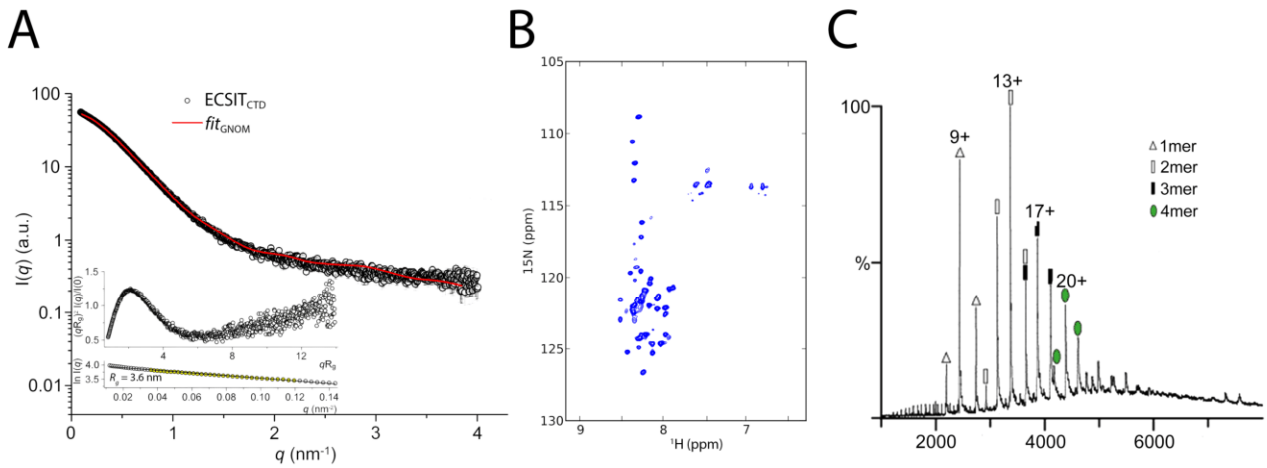 A
100
10
1
0.1
0.01
I(q) (a.u.)
ECSIT_CTD
fit_GNOM
1.5
1.0
0.5
(qR_g)² I(q)/I(0)
4
8
12
qR_g
4.0
3.5
ln I(q)
R_g = 3.6 nm
0.02
0.04
0.06
0.08
0.10
0.12
0.14
q (nm⁻¹)
0
1
2
3
4
q (nm⁻¹)
B
105
110
115
120
125
130
15N (ppm)
9
8
7
¹H (ppm)
C
100
%
9+
13+
17+
20+
1mer
2mer
3mer
4mer
2000
4000
6000